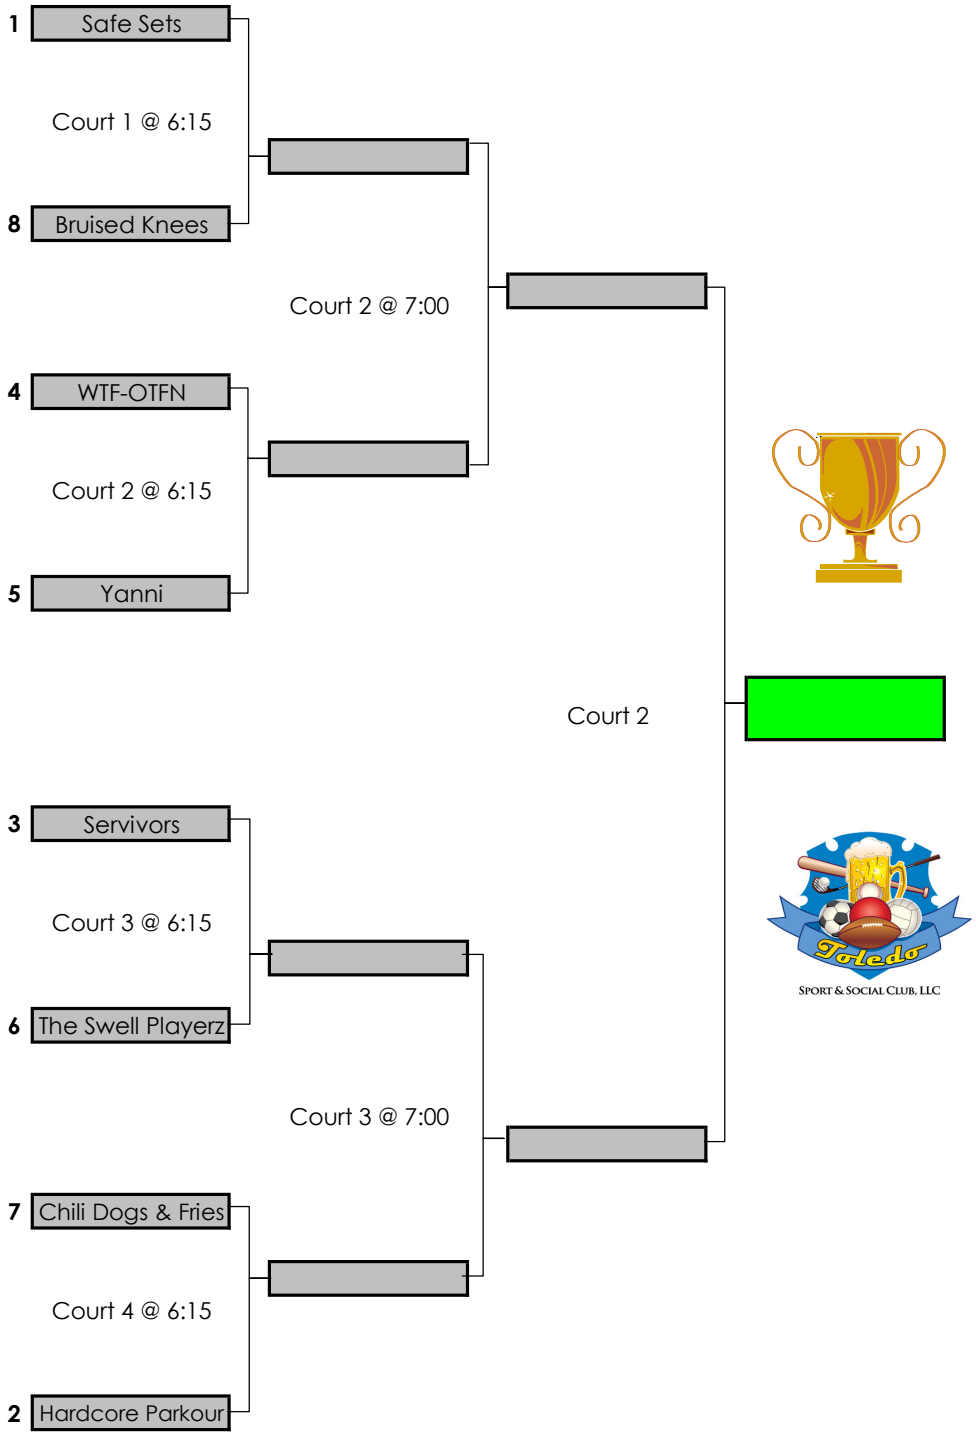 1 Safe Sets
Court 1 @ 6:15
8 Bruised Knees
Court 2 @ 7:00
4 WTF-OTFN
Court 2 @ 6:15
5 Yanni
Court 2
3 Servivors
Court 3 @ 6:15
6 The Swell Playerz
Court 3 @ 7:00
7 Chili Dogs & Fries
Court 4 @ 6:15
2 Hardcore Parkour
Toledo
SPORT & SOCIAL CLUB, LLC